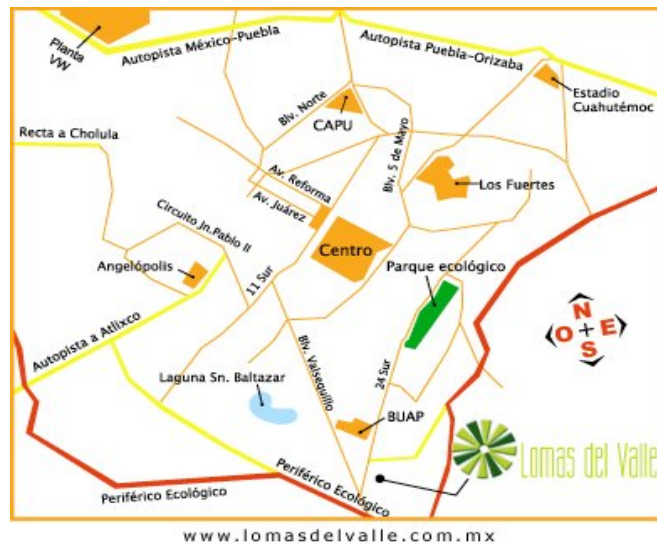 Planta
VW
Autopista México-Puebla
Autopista Puebla-Orizaba
Estadio
Cuahutémoc
Blv. Norte
CAPU
Blv. 5 de Mayo
Recta a Cholula
Av. Reforma
Los Fuertes
Av. Juárez
Circuito Jn.Pablo II
Centro
Angelópolis
11 Sur
Parque ecológico
N
O E
S
Autopista a Atlixco
Blv. Valsequillo
24 Sur
Laguna Sn. Baltazar
BUAP
Lomas del Valle
Periférico Ecológico
Periférico Ecológico
www.lomasdelvalle.com.mx